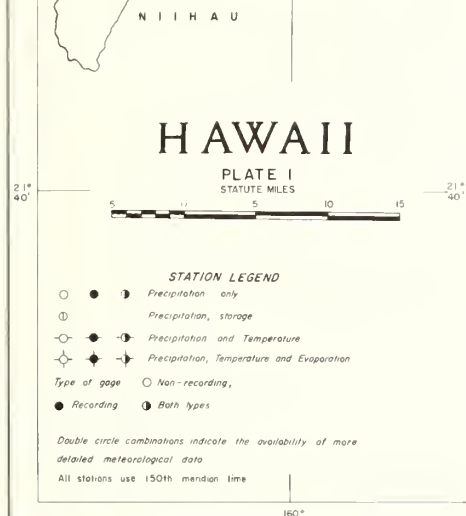 NIIHAU
HAWAII
PLATE I
STATUTE MILES
21° 40' 21° 40'
5 0 5 10 15
STATION LEGEND
Precipitation only
Precipitation, storage
Precipitation and Temperature
Precipitation, Temperature and Evaporation
Type of gage Non-recording,
Recording Both types
Double circle combinations indicate the availability of more
detailed meteorological data
All stations use 150th meridian time
160°